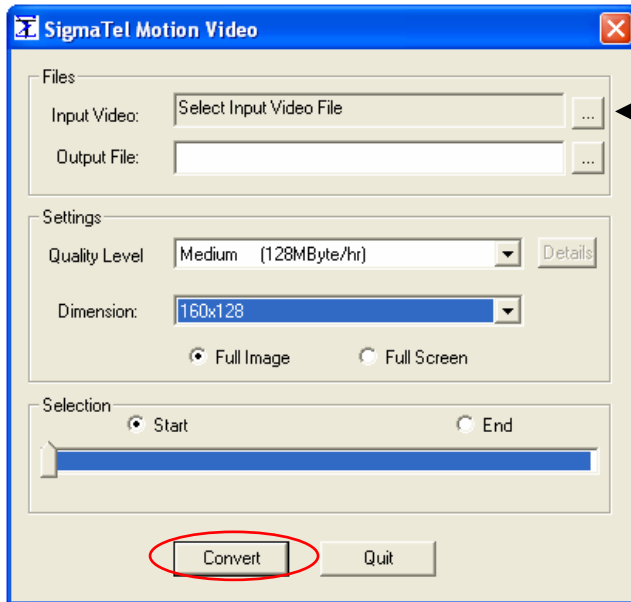 SigmaTel Motion Video
Files
Input Video: Select Input Video File ...
Output File: ...
Settings
Quality Level Medium (128MByte/hr) Details
Dimension: 160x128
Full Image Full Screen
Selection
Start End
Convert Quit